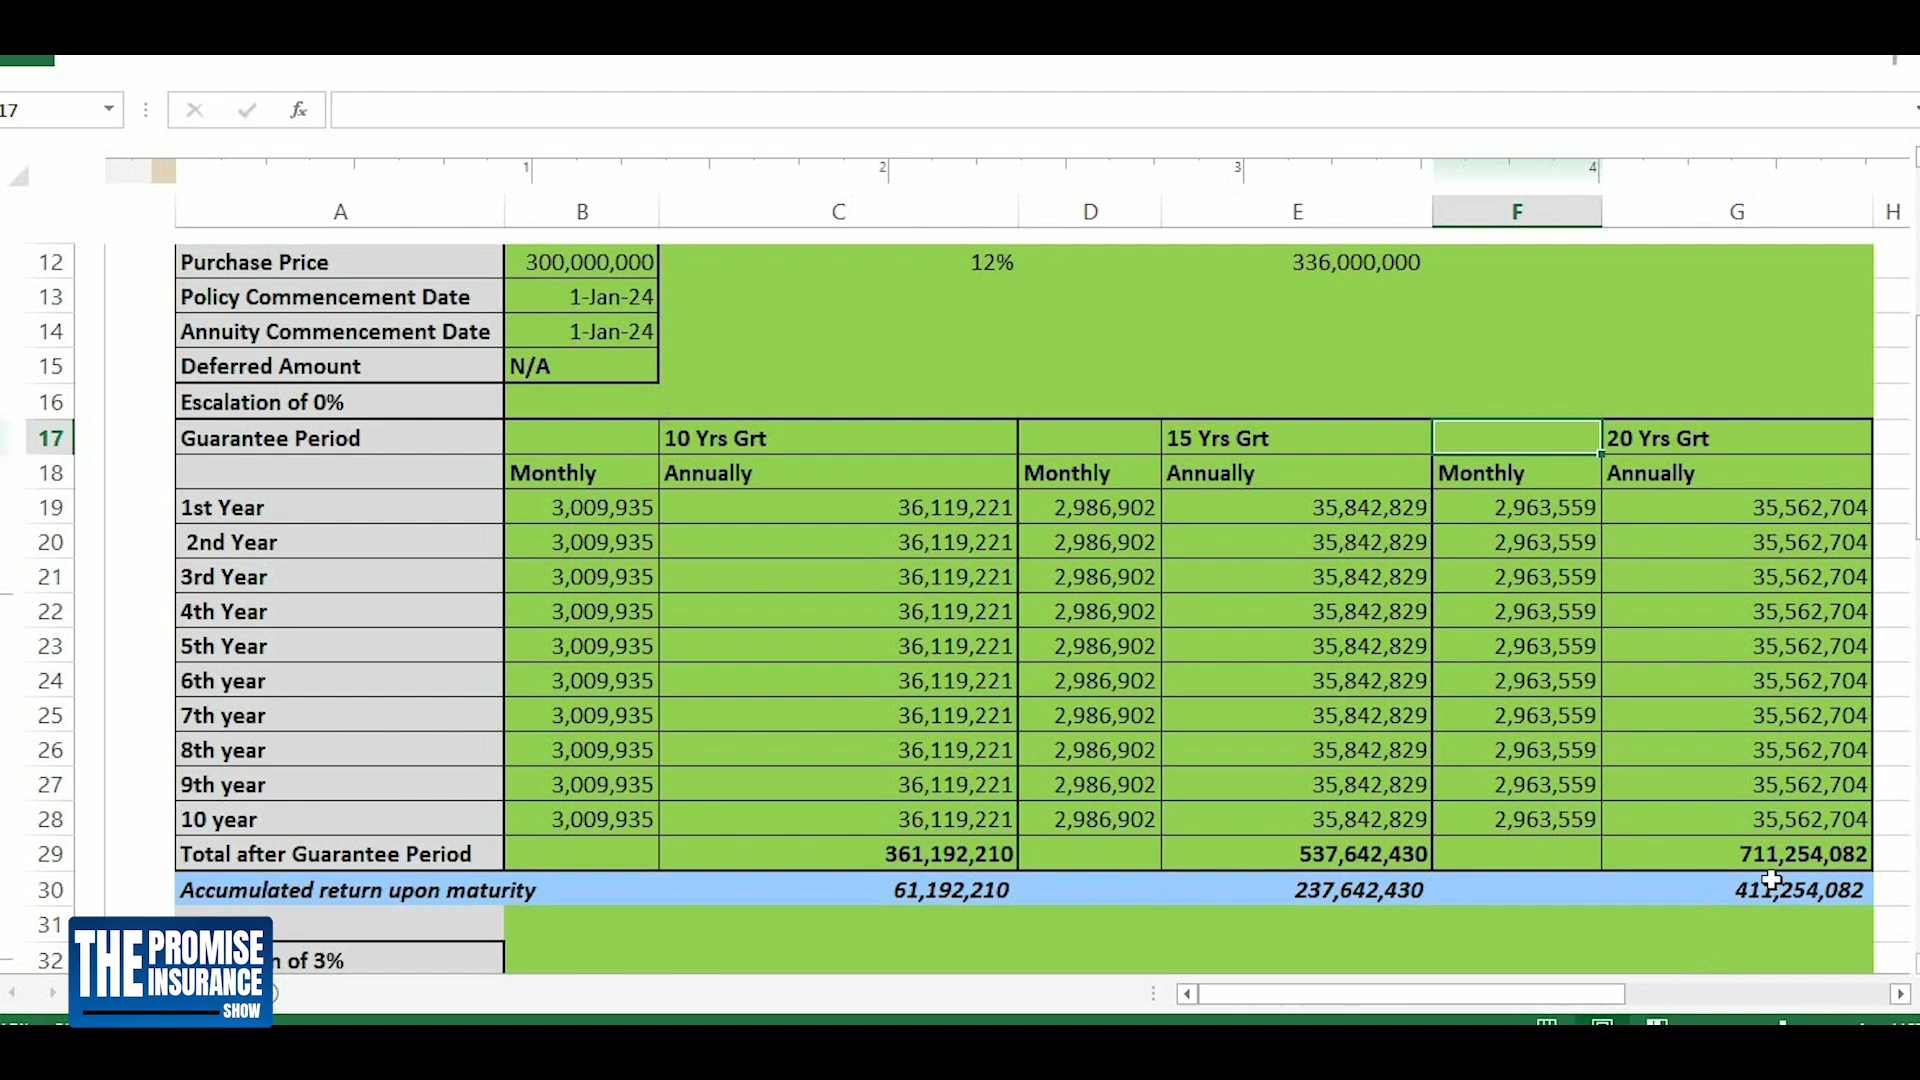 17 fx
1 2 3 4
A B C D E F G H
12 Purchase Price 300,000,000 12% 336,000,000
13 Policy Commencement Date 1-Jan-24
14 Annuity Commencement Date 1-Jan-24
15 Deferred Amount N/A
16 Escalation of 0%
17 Guarantee Period 10 Yrs Grt 15 Yrs Grt 20 Yrs Grt
18 Monthly Annually Monthly Annually Monthly Annually
19 1st Year 3,009,935 36,119,221 2,986,902 35,842,829 2,963,559 35,562,704
20 2nd Year 3,009,935 36,119,221 2,986,902 35,842,829 2,963,559 35,562,704
21 3rd Year 3,009,935 36,119,221 2,986,902 35,842,829 2,963,559 35,562,704
22 4th Year 3,009,935 36,119,221 2,986,902 35,842,829 2,963,559 35,562,704
23 5th Year 3,009,935 36,119,221 2,986,902 35,842,829 2,963,559 35,562,704
24 6th year 3,009,935 36,119,221 2,986,902 35,842,829 2,963,559 35,562,704
25 7th year 3,009,935 36,119,221 2,986,902 35,842,829 2,963,559 35,562,704
26 8th year 3,009,935 36,119,221 2,986,902 35,842,829 2,963,559 35,562,704
27 9th year 3,009,935 36,119,221 2,986,902 35,842,829 2,963,559 35,562,704
28 10 year 3,009,935 36,119,221 2,986,902 35,842,829 2,963,559 35,562,704
29 Total after Guarantee Period 361,192,210 537,642,430 711,254,082
30 Accumulated return upon maturity 61,192,210 237,642,430 411,254,082
31
32 of 3%
THE PROMISE INSURANCE SHOW